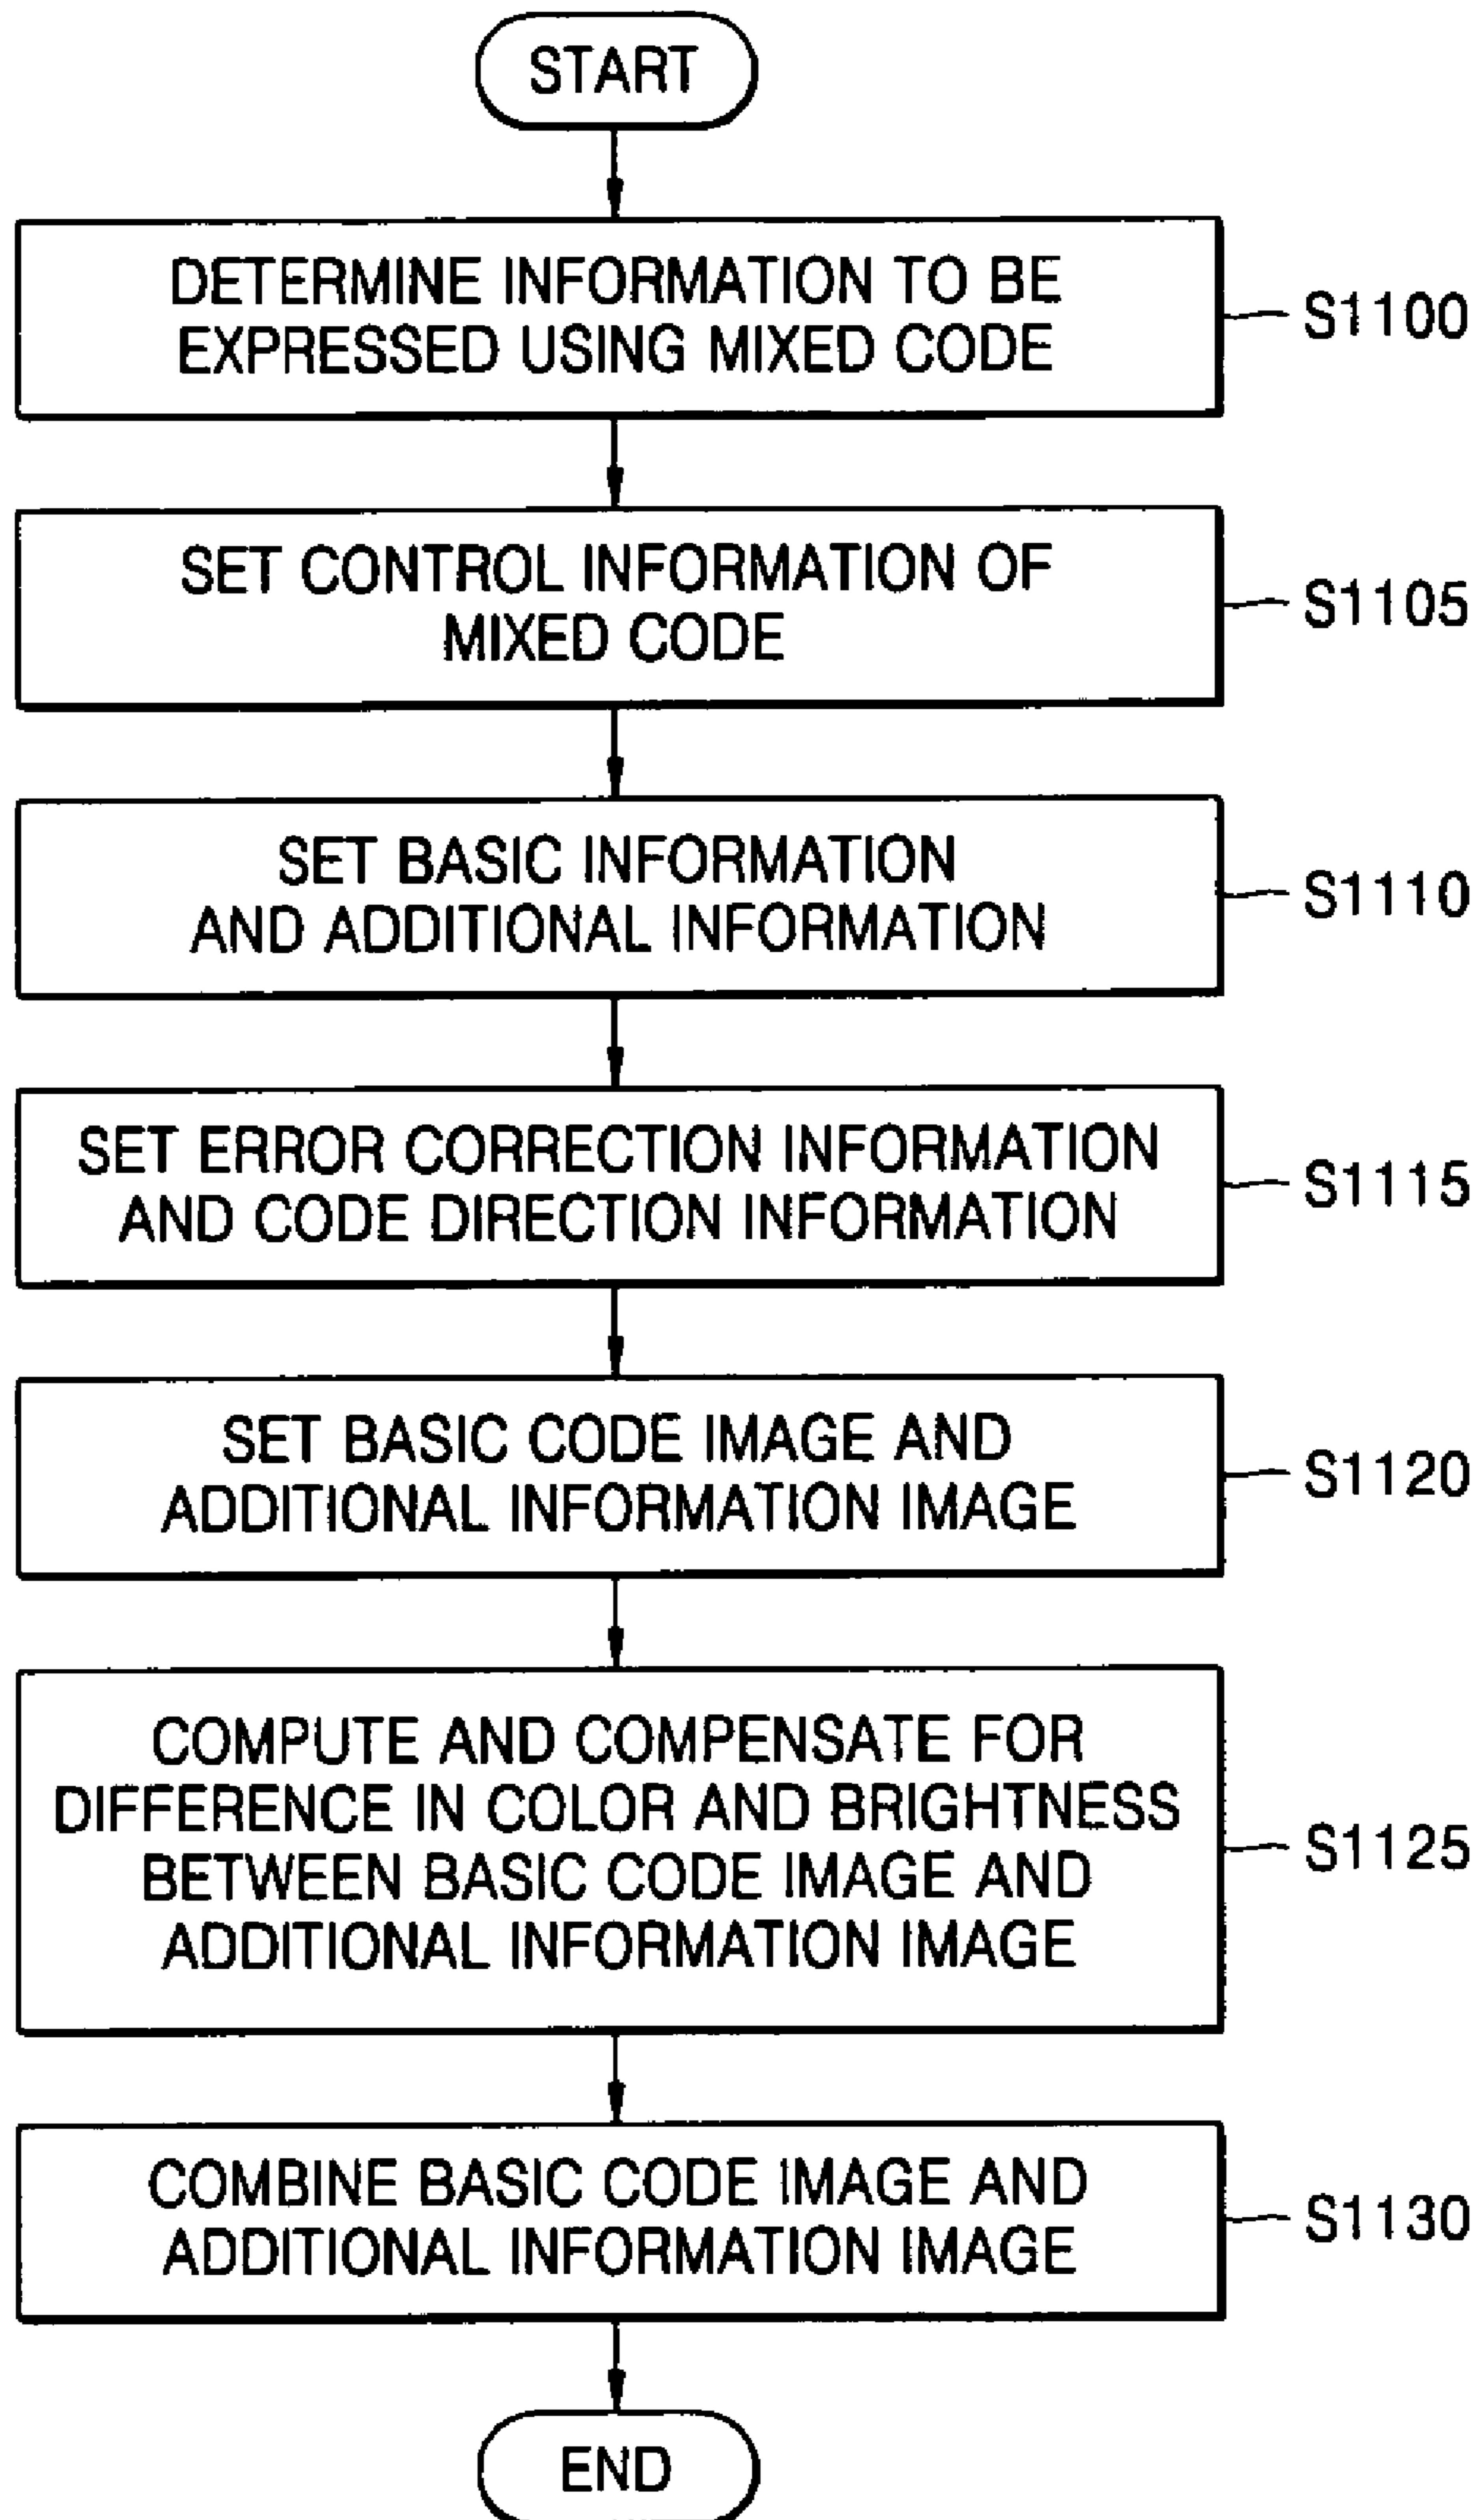 START
DETERMINE INFORMATION TO BE
EXPRESSED USING MIXED CODE
S1100
SET CONTROL INFORMATION OF
MIXED CODE
S1105
SET BASIC INFORMATION
AND ADDITIONAL INFORMATION
S1110
SET ERROR CORRECTION INFORMATION
AND CODE DIRECTION INFORMATION
S1115
SET BASIC CODE IMAGE AND
ADDITIONAL INFORMATION IMAGE
S1120
COMPUTE AND COMPENSATE FOR
DIFFERENCE IN COLOR AND BRIGHTNESS
BETWEEN BASIC CODE IMAGE AND
ADDITIONAL INFORMATION IMAGE
S1125
COMBINE BASIC CODE IMAGE AND
ADDITIONAL INFORMATION IMAGE
S1130
END